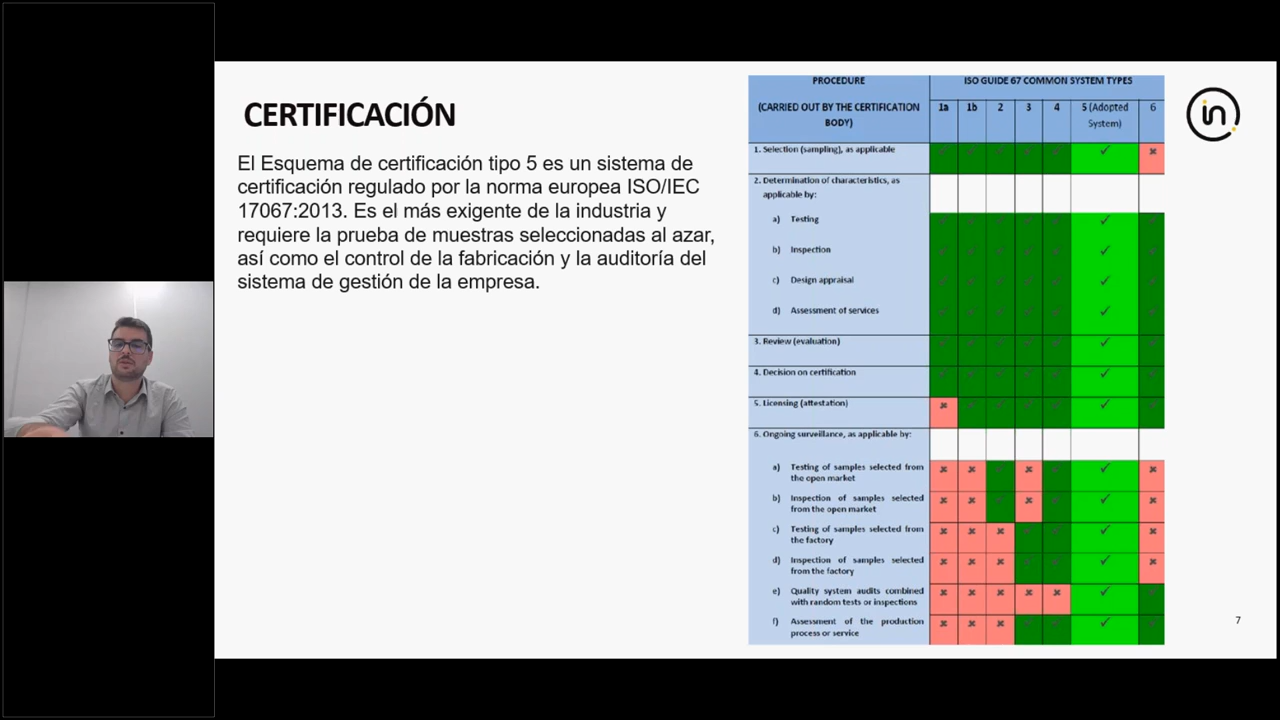 CERTIFICACIÓN
El Esquema de certificación tipo 5 es un sistema de
certificación regulado por la norma europea ISO/IEC
17067:2013. Es el más exigente de la industria y
requiere la prueba de muestras seleccionadas al azar,
así como el control de la fabricación y la auditoría del
sistema de gestión de la empresa.
PROCEDURE
(CARRIED OUT BY THE CERTIFICATION
BODY)
ISO GUIDE 67 COMMON SYSTEM TYPES
1a 1b 2 3 4 5 (Adopted
System) 6
1. Selection (sampling), as applicable
2. Determination of characteristics, as
applicable by:
a) Testing
b) Inspection
c) Design appraisal
d) Assessment of services
3. Review (evaluation)
4. Decision on certification
5. Licensing (attestation)
6. Ongoing surveillance, as applicable by:
a) Testing of samples selected from
the open market
b) Inspection of samples selected
from the open market
c) Testing of samples selected from
the factory
d) Inspection of samples selected
from the factory
e) Quality system audits combined
with random tests or inspections
f) Assessment of the production
process or service
in
7